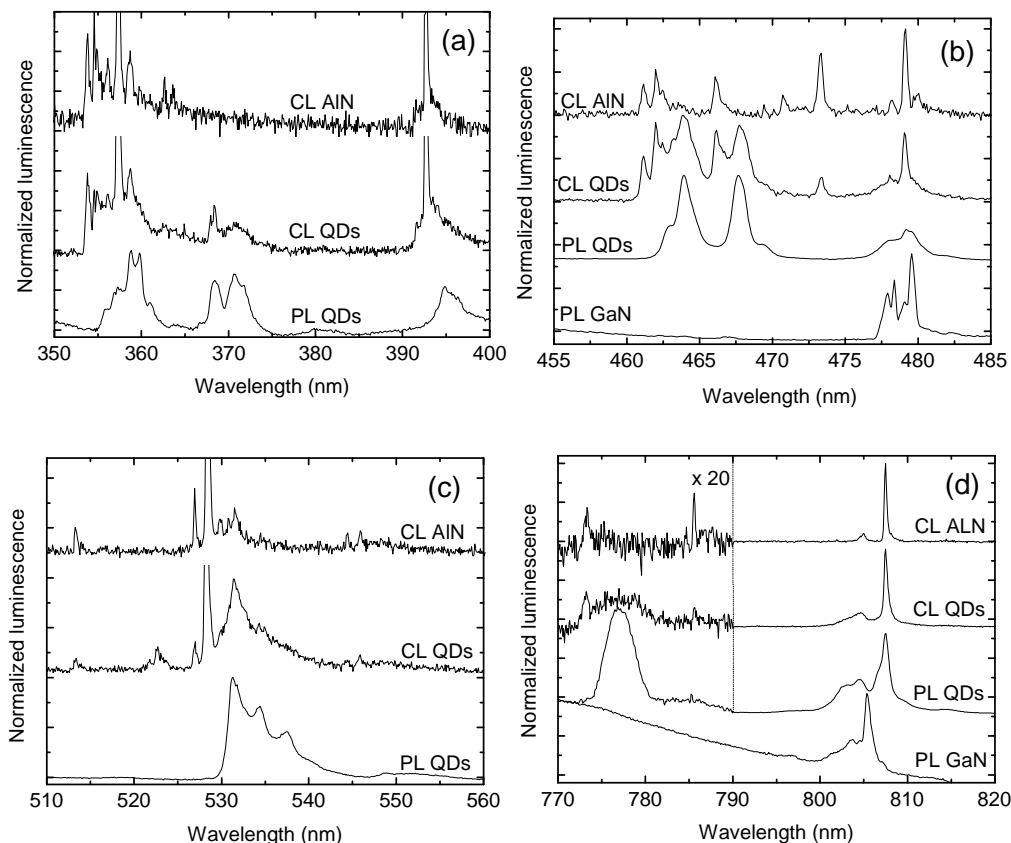 (a)
Normalized luminescence
CL AlN
CL QDs
PL QDs
350 360 370 380 390 400
Wavelength (nm)
(b)
Normalized luminescence
CL AlN
CL QDs
PL QDs
PL GaN
455 460 465 470 475 480 485
Wavelength (nm)
(c)
Normalized luminescence
CL AlN
CL QDs
PL QDs
510 520 530 540 550 560
Wavelength (nm)
(d)
Normalized luminescence
x 20
CL ALN
CL QDs
PL QDs
PL GaN
770 780 790 800 810 820
Wavelength (nm)